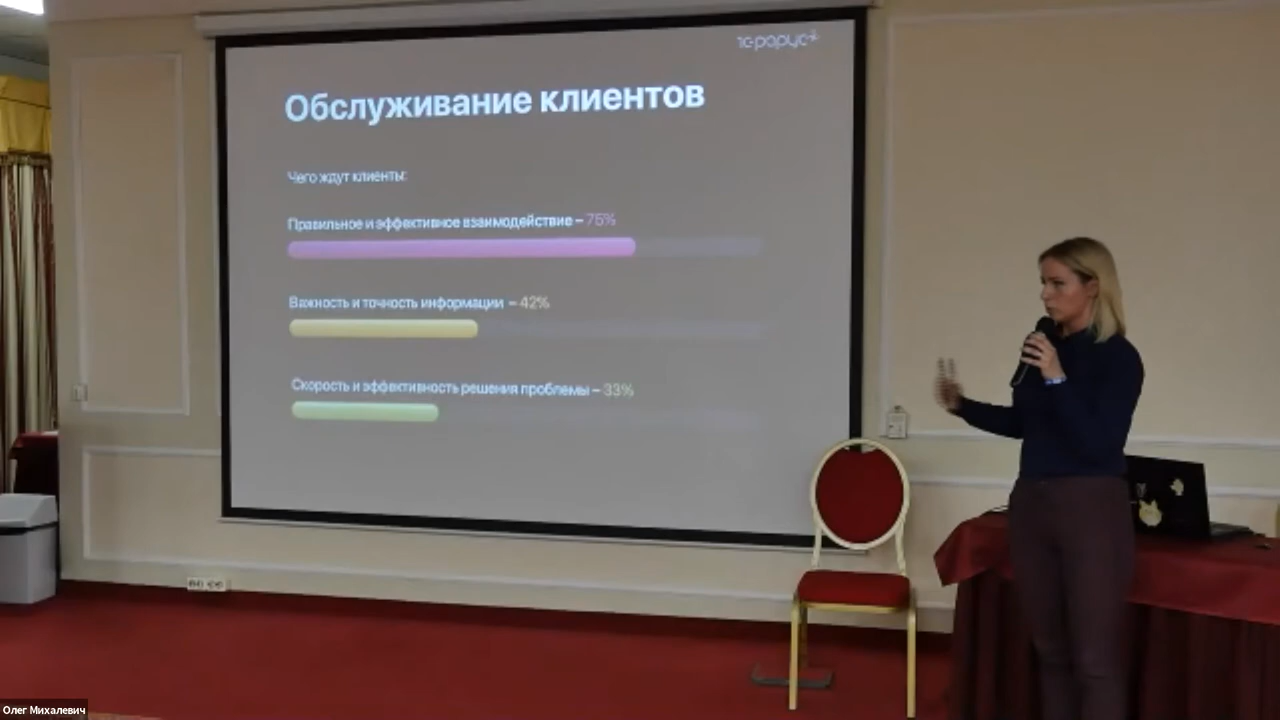 1С·рарус
Обслуживание клиентов
Чего ждут клиенты:
Правильное и эффективное взаимодействие – 75%
Важность и точность информации – 42%
Скорость и эффективность решения проблемы – 33%
Олег Михалевич